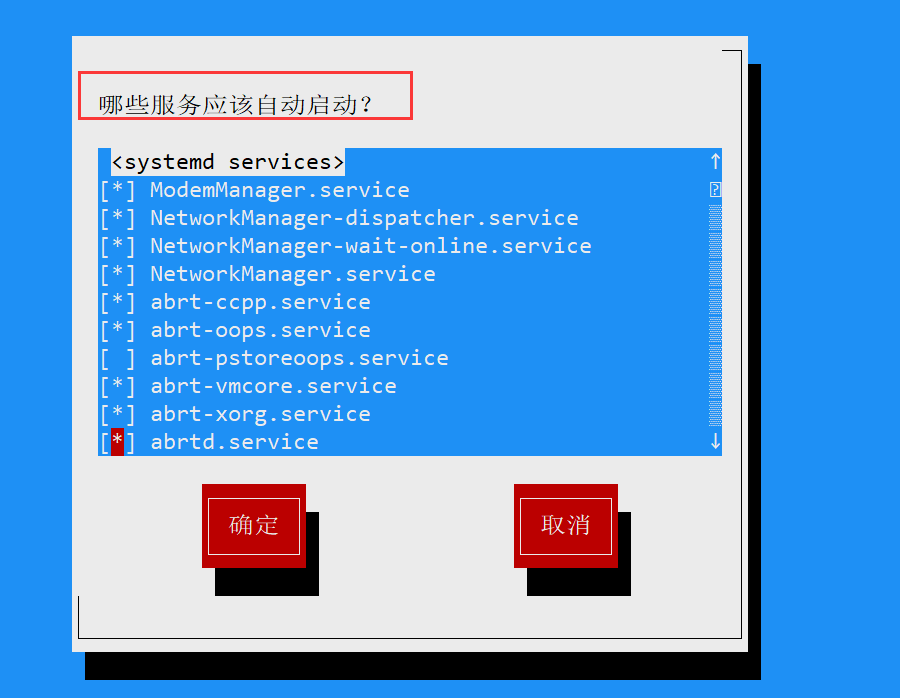 哪些服务应该自动启动？
<systemd services>
[*] ModemManager.service
[*] NetworkManager-dispatcher.service
[*] NetworkManager-wait-online.service
[*] NetworkManager.service
[*] abrt-ccpp.service
[*] abrt-oops.service
[ ] abrt-pstoreoops.service
[*] abrt-vmcore.service
[*] abrt-xorg.service
[*] abrtd.service
确定
取消